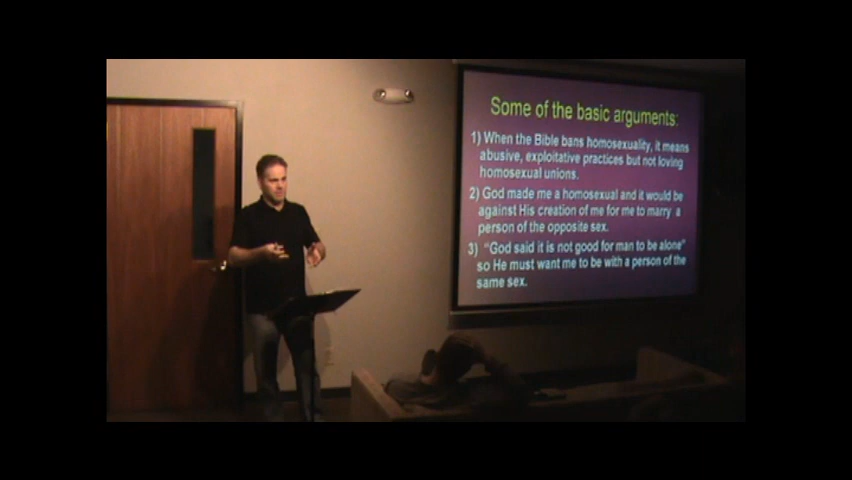 Some of the basic arguments:
1) When the Bible bans homosexuality, it means
abusive, exploitative practices but not loving
homosexual unions.
2) God made me a homosexual and it would be
against His creation of me for me to marry a
person of the opposite sex.
3) “God said it is not good for man to be alone”
so He must want me to be with a person of the
same sex.